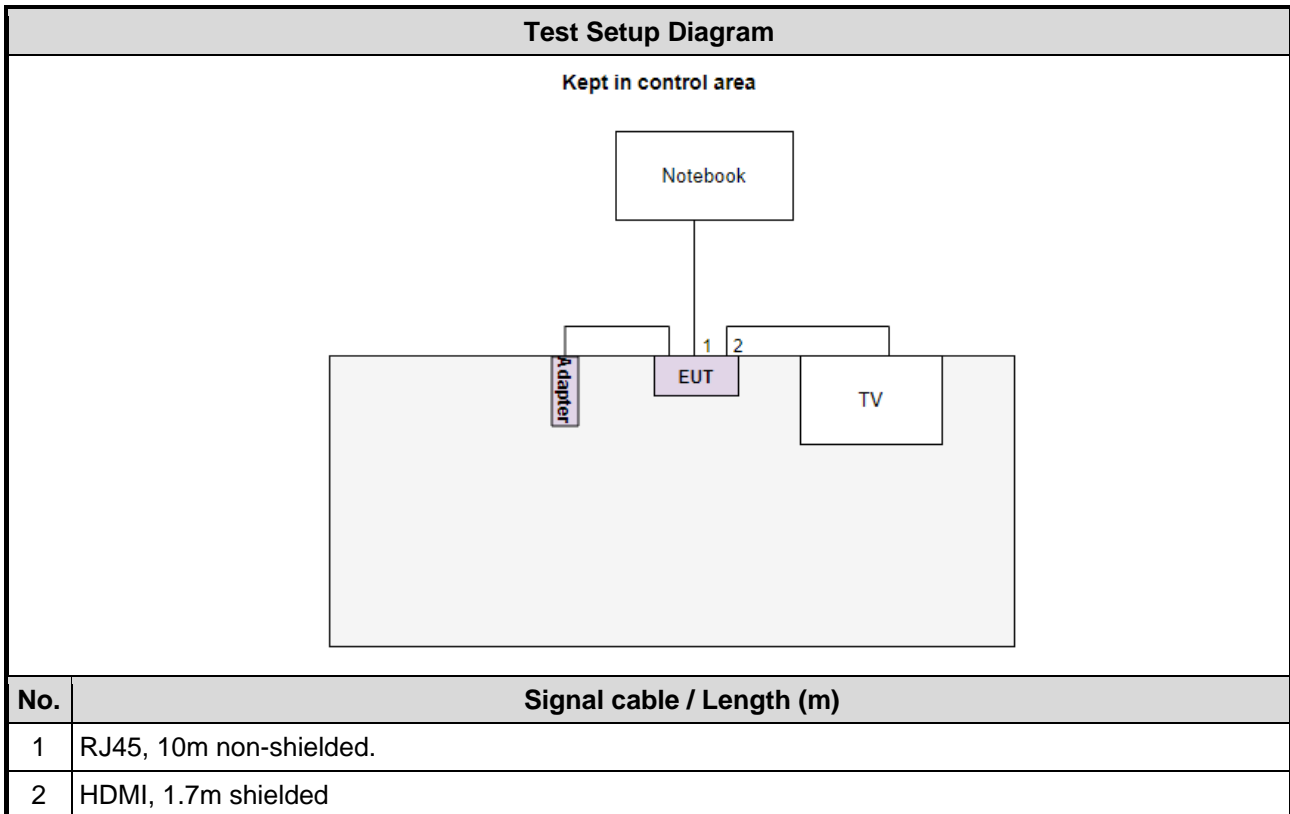 Test Setup Diagram
Kept in control area
Notebook
1 2
Adapter
EUT
TV
No. Signal cable / Length (m)
1 RJ45, 10m non-shielded.
2 HDMI, 1.7m shielded